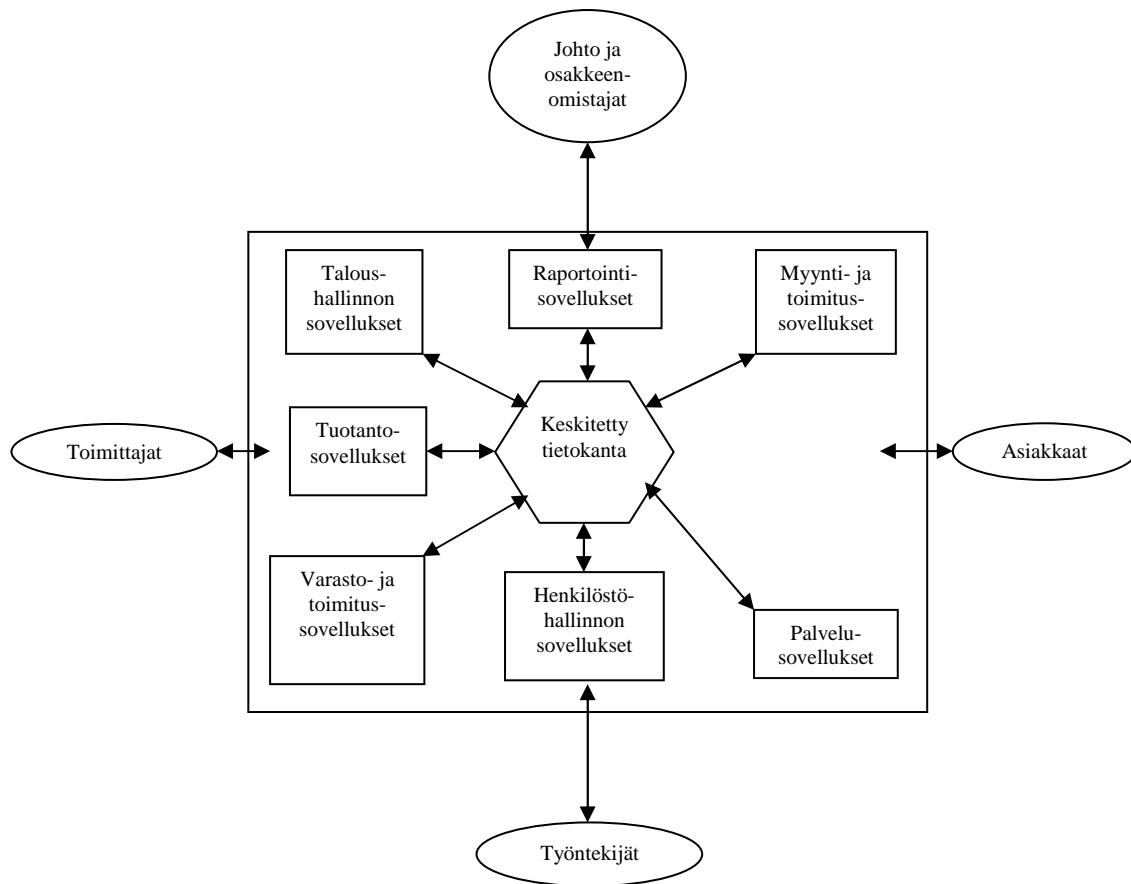 Johto ja
osakkeen-
omistajat
Talous-
hallinnon
sovellukset
Raportointi-
sovellukset
Myynti- ja
toimitus-
sovellukset
Toimittajat
Tuotanto-
sovellukset
Keskitetty
tietokanta
Asiakkaat
Varasto- ja
toimitus-
sovellukset
Henkilöstö-
hallinnon
sovellukset
Palvelu-
sovellukset
Työntekijät